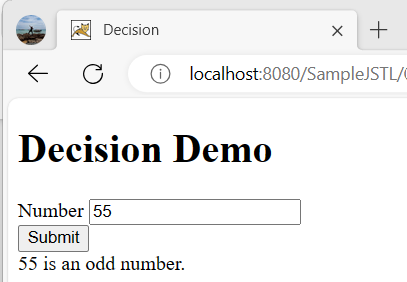 Decision
localhost:8080/SampleJSTL/
Decision Demo
Number 55
Submit
55 is an odd number.